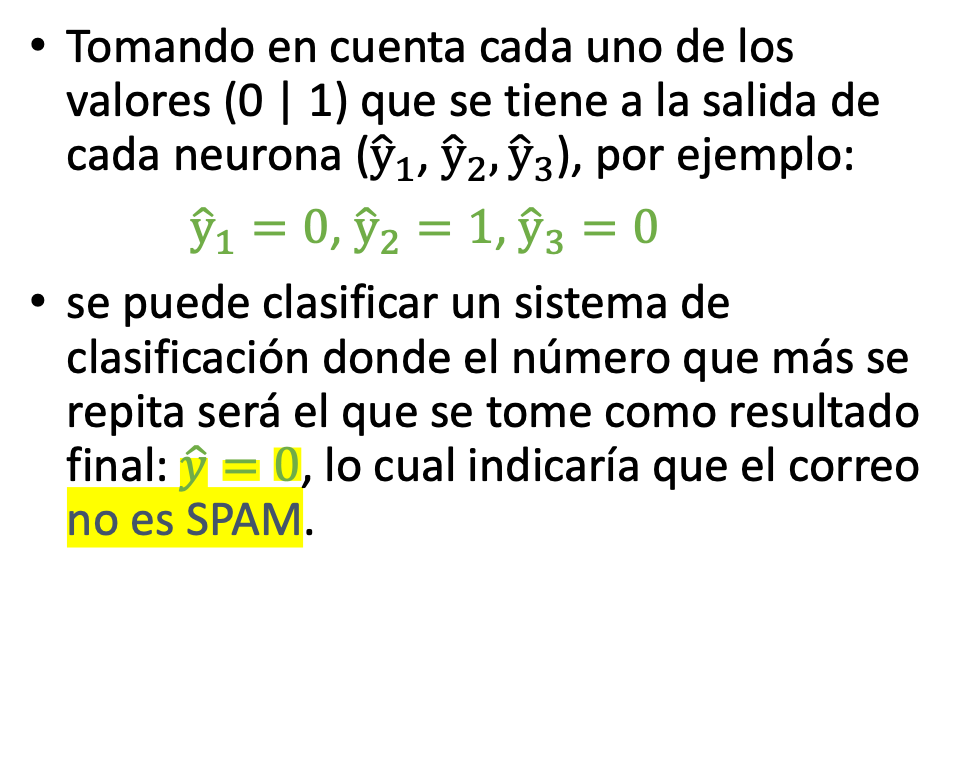 • Tomando en cuenta cada uno de los
valores (0 | 1) que se tiene a la salida de
cada neurona (ŷ₁, ŷ₂, ŷ₃), por ejemplo:
ŷ₁ = 0, ŷ₂ = 1, ŷ₃ = 0
• se puede clasificar un sistema de
clasificación donde el número que más se
repita será el que se tome como resultado
final: ŷ = 0, lo cual indicaría que el correo
no es SPAM.